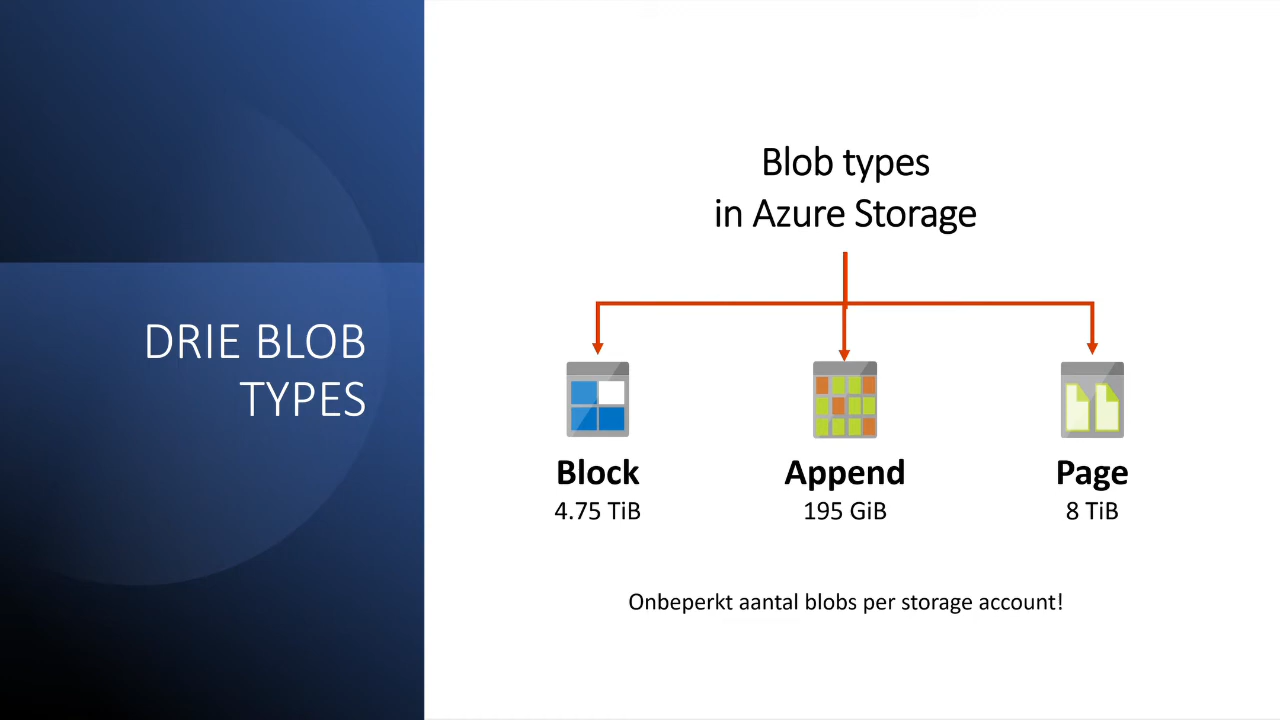 DRIE BLOB
TYPES
Blob types
in Azure Storage
Block
4.75 TiB
Append
195 GiB
Page
8 TiB
Onbeperkt aantal blobs per storage account!